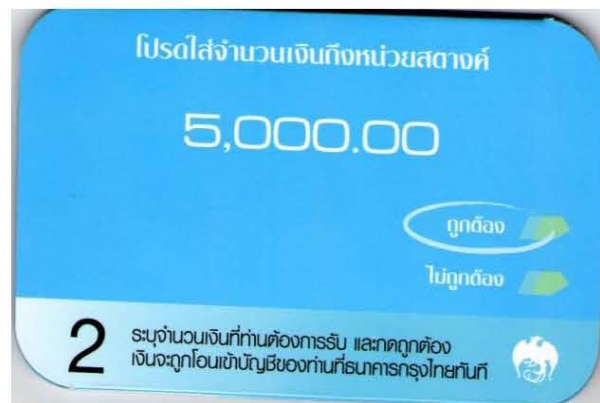 โปรดใส่จำนวนเงินถึงหน่วยสตางค์
5,000.00
ถูกต้อง
ไม่ถูกต้อง
2 ระบุจำนวนเงินที่ท่านต้องการรับ และกดถูกต้อง
เงินจะถูกโอนเข้าบัญชีของท่านที่ธนาคารกรุงไทยทันที